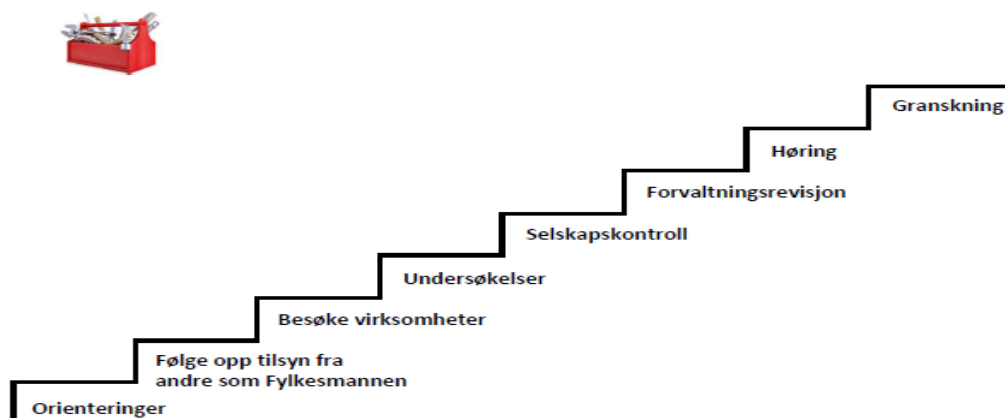 Granskning
Høring
Forvaltningsrevisjon
Selskapskontroll
Undersøkelser
Besøke virksomheter
Følge opp tilsyn fra
andre som Fylkesmannen
Orienteringer